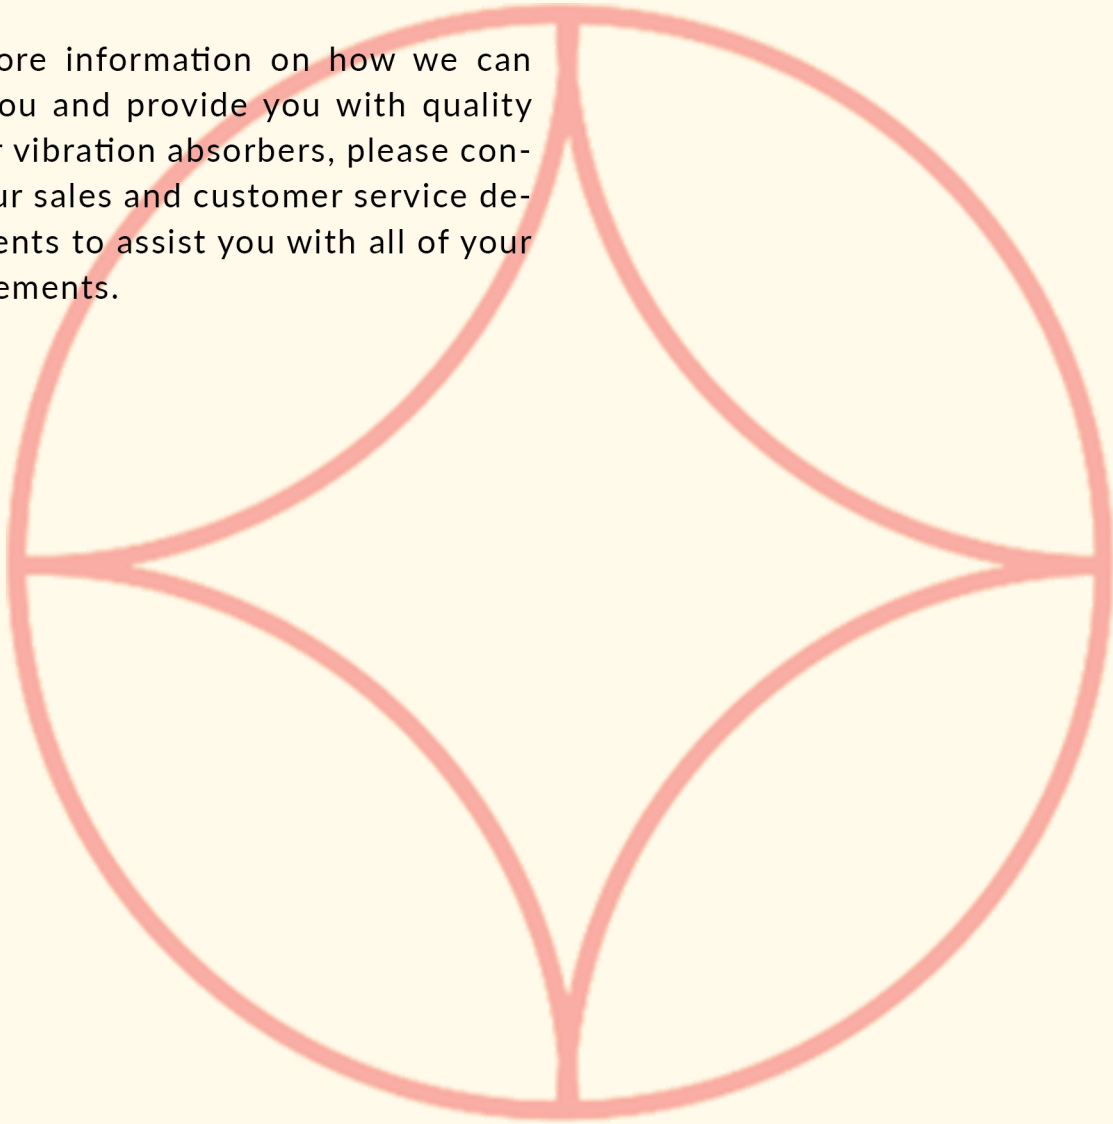 ore information on how we can
ou and provide you with quality
r vibration absorbers, please con-
ur sales and customer service de-
ents to assist you with all of your
ements.